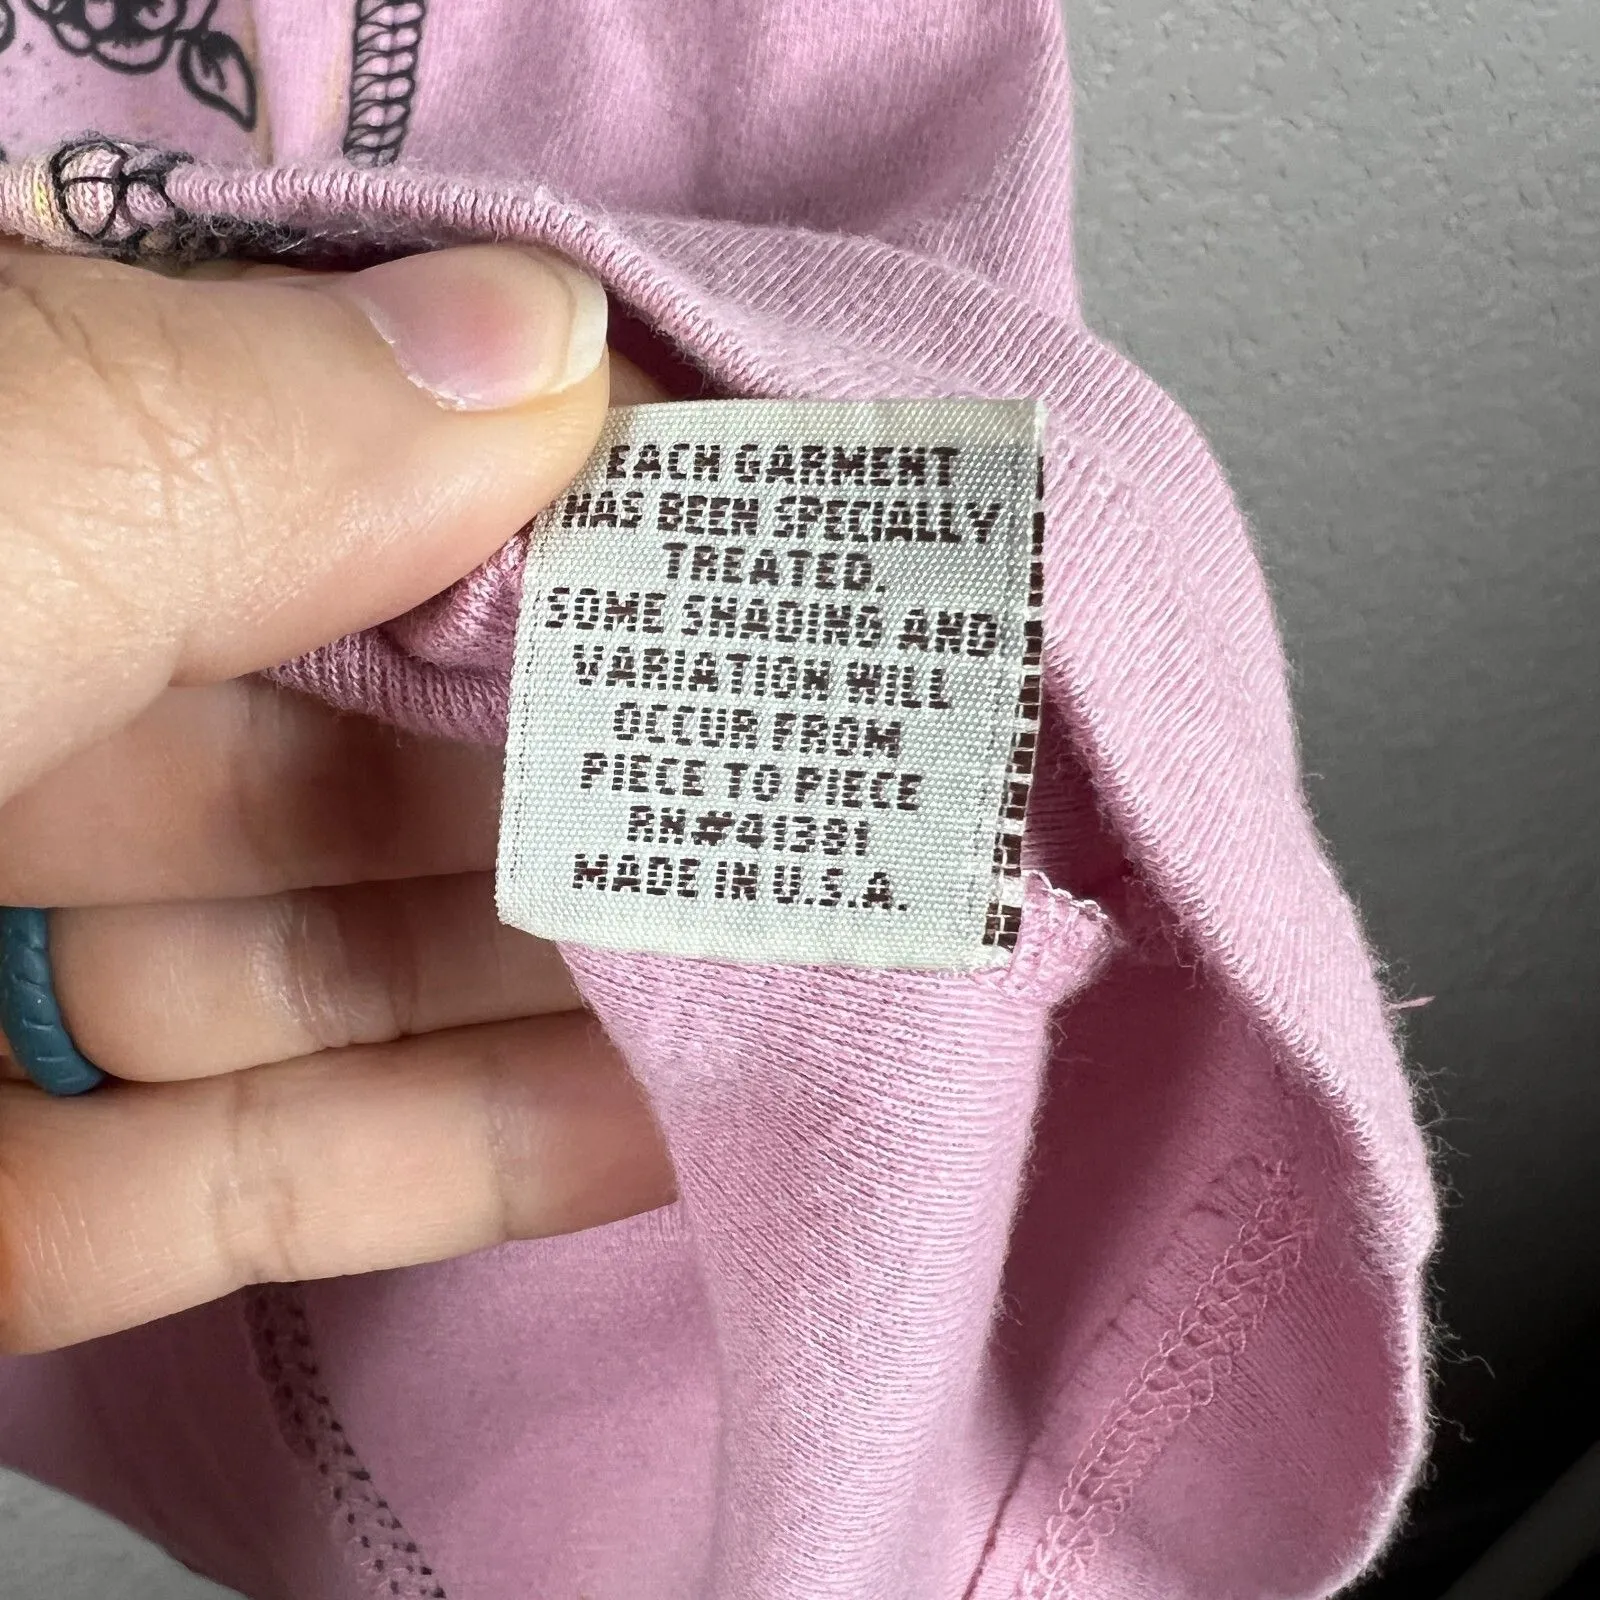 EACH GARMENT
HAS BEEN SPECIALLY
TREATED.
SOME SHADING AND
VARIATION WILL
OCCUR FROM
PIECE TO PIECE
RN#41381
MADE IN U.S.A.